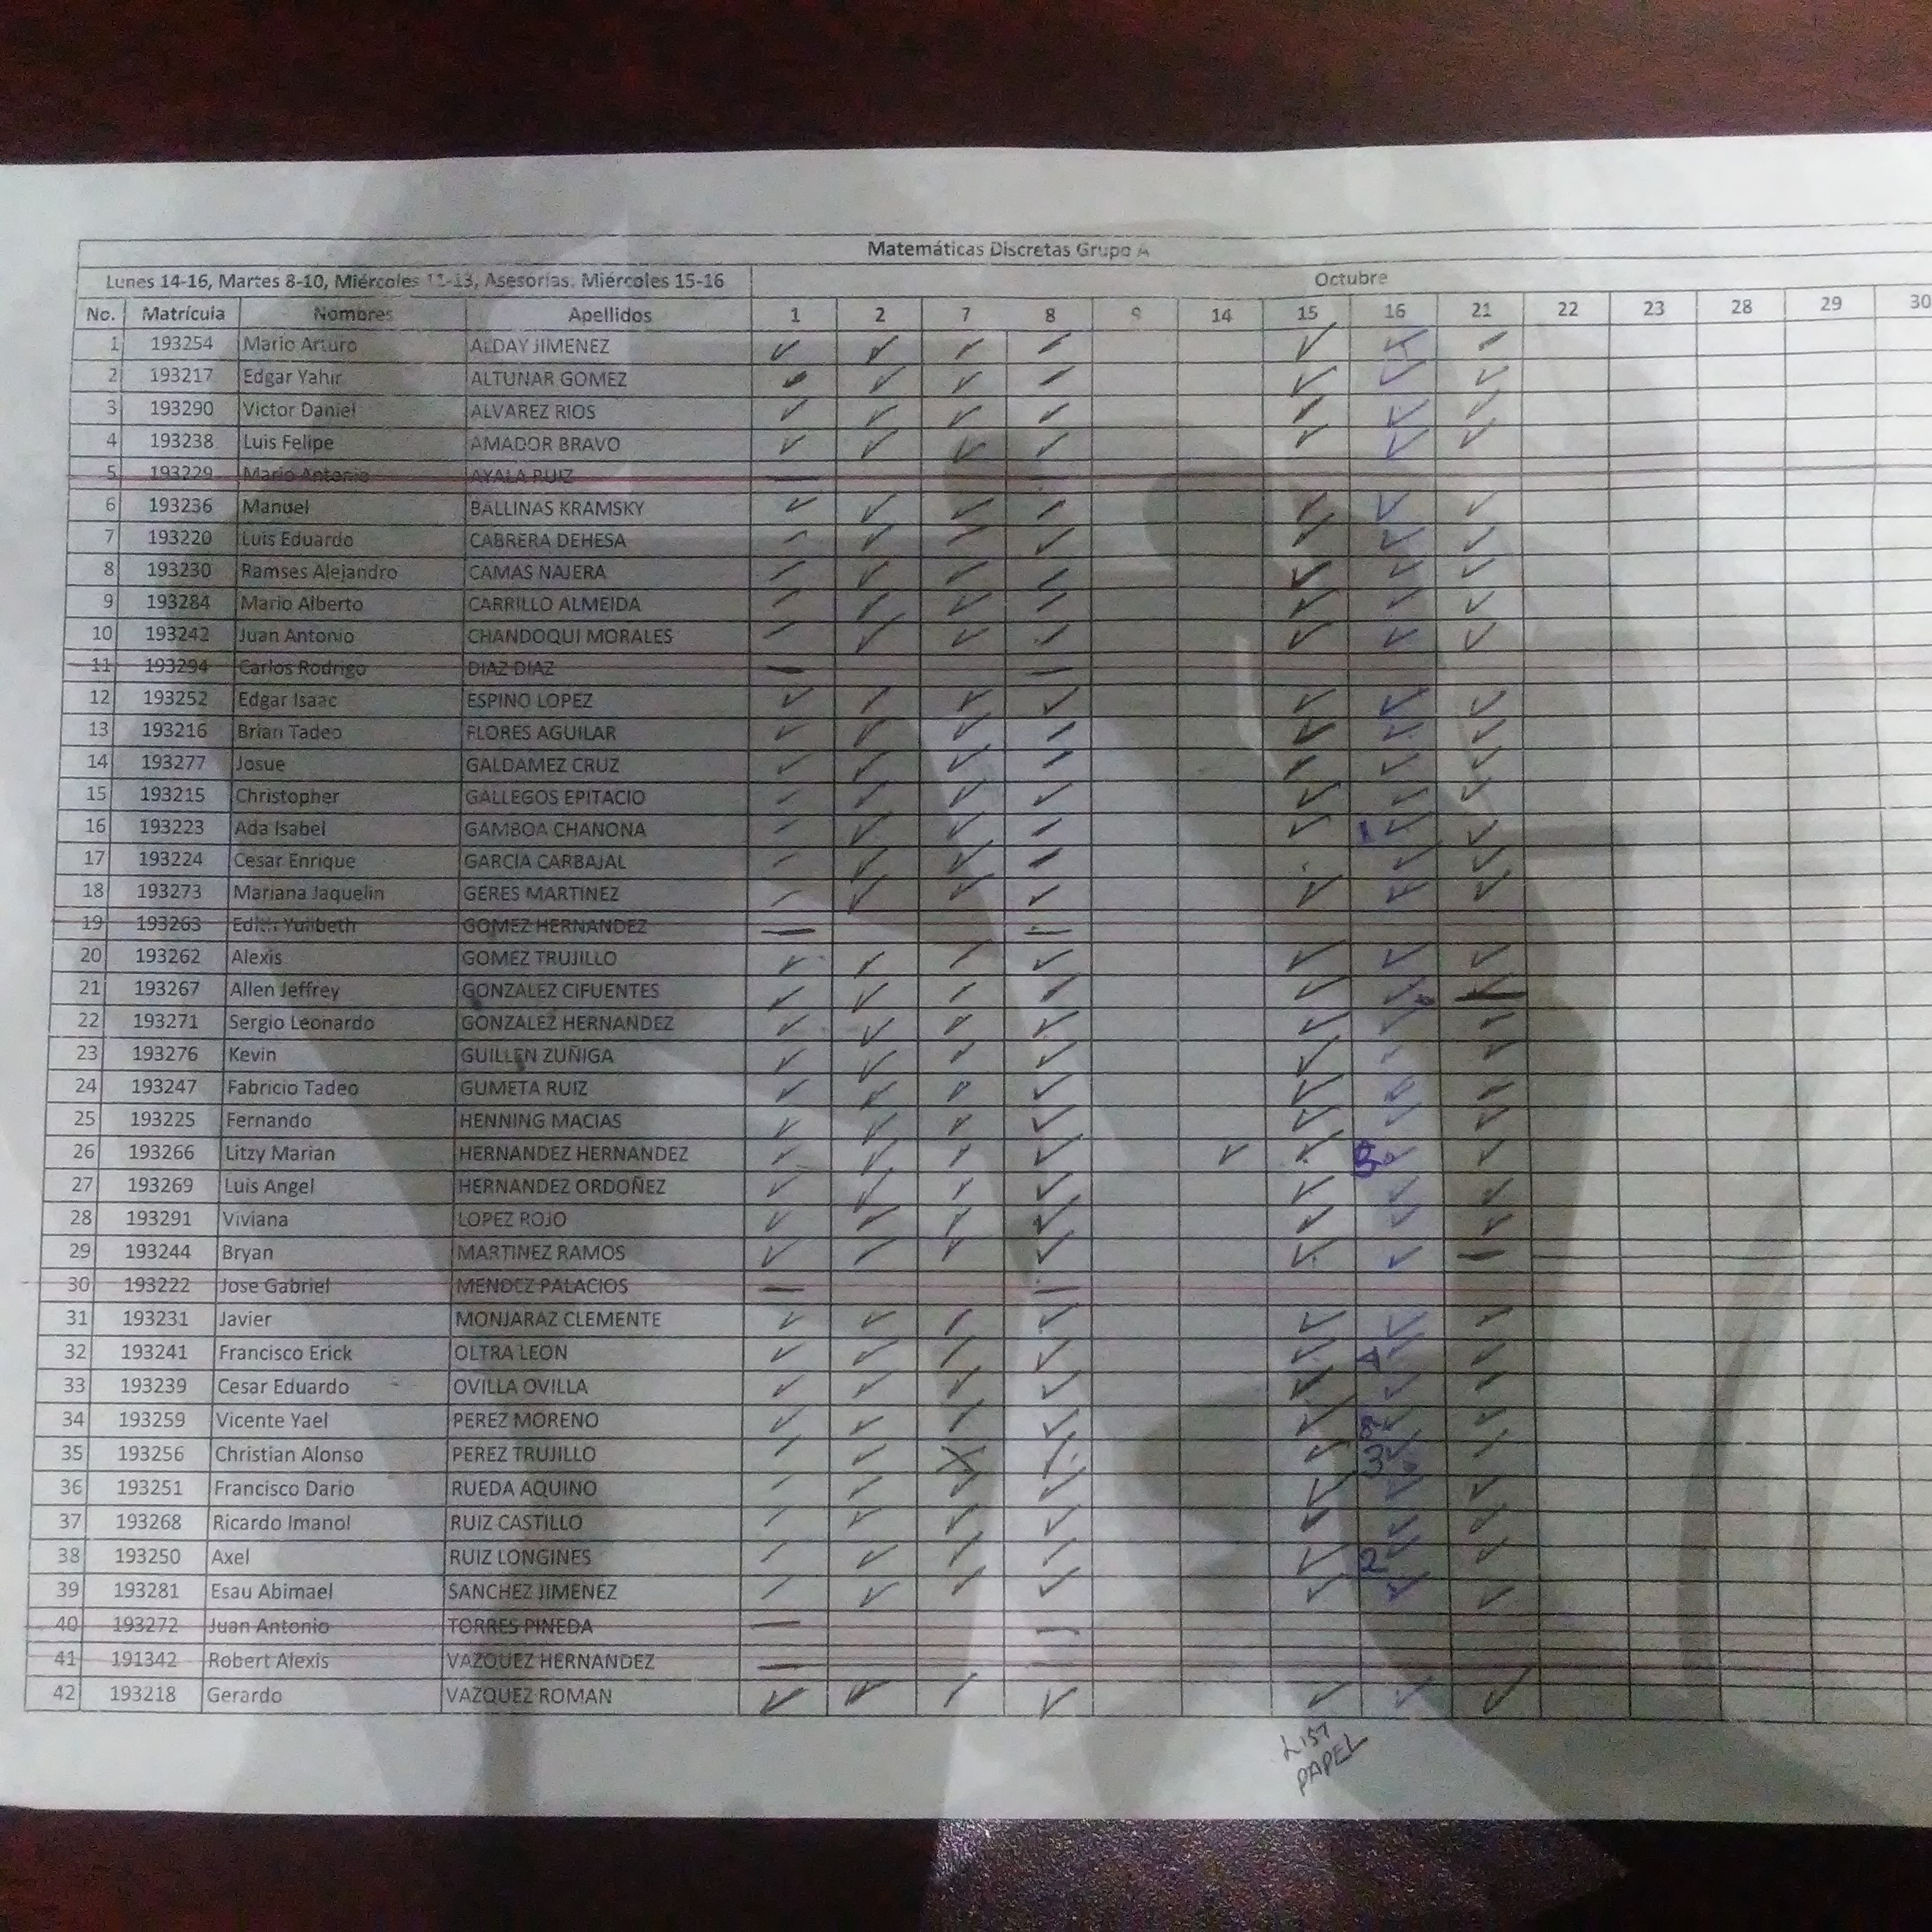 Matemáticas Discretas Grupo A
Lunes 14-16, Martes 8-10, Miércoles 11-13, Asesorías: Miércoles 15-16
Octubre
No. Matrícula Nombres Apellidos 1 2 7 8 9 14 15 16 21 22 23 28 29 30
1 193254 Mario Arturo ALDAY JIMENEZ
2 193217 Edgar Yahir ALTUNAR GOMEZ
3 193290 Victor Daniel ALVAREZ RIOS
4 193238 Luis Felipe AMADOR BRAVO
5 193229 Mario Antonio AYALA RUIZ
6 193236 Manuel BALLINAS KRAMSKY
7 193220 Luis Eduardo CABRERA DEHESA
8 193230 Ramses Alejandro CAMAS NAJERA
9 193284 Mario Alberto CARRILLO ALMEIDA
10 193242 Juan Antonio CHANDOQUI MORALES
11 193294 Carlos Rodrigo DIAZ DIAZ
12 193252 Edgar Isaac ESPINO LOPEZ
13 193216 Brian Tadeo FLORES AGUILAR
14 193277 Josue GALDAMEZ CRUZ
15 193215 Christopher GALLEGOS EPITACIO
16 193223 Ada Isabel GAMBOA CHANONA 1
17 193224 Cesar Enrique GARCIA CARBAJAL
18 193273 Mariana Jaquelin GERES MARTINEZ
19 193263 Yuribeth GOMEZ HERNANDEZ
20 193262 Alexis GOMEZ TRUJILLO
21 193267 Allen Jeffrey GONZALEZ CIFUENTES
22 193271 Sergio Leonardo GONZALEZ HERNANDEZ
23 193276 Kevin GUILLEN ZUÑIGA
24 193247 Fabricio Tadeo GUMETA RUIZ
25 193225 Fernando HENNING MACIAS
26 193266 Litzy Marian HERNANDEZ HERNANDEZ
27 193269 Luis Angel HERNANDEZ ORDOÑEZ
28 193291 Viviana LOPEZ ROJO
29 193244 Bryan MARTINEZ RAMOS
30 193222 Jose Gabriel MENDEZ PALACIOS
31 193231 Javier MONJARAZ CLEMENTE
32 193241 Francisco Erick OLTRA LEON 4
33 193239 Cesar Eduardo OVILLA OVILLA
34 193259 Vicente Yael PEREZ MORENO 8
35 193256 Christian Alonso PEREZ TRUJILLO 3
36 193251 Francisco Dario RUEDA AQUINO
37 193268 Ricardo Imanol RUIZ CASTILLO
38 193250 Axel RUIZ LONGINES 2
39 193281 Esau Abimael SANCHEZ JIMENEZ
40 193272 Juan Antonio TORRES PINEDA
41 191342 Robert Alexis VAZQUEZ HERNANDEZ
42 193218 Gerardo VAZQUEZ ROMAN
PAPEL